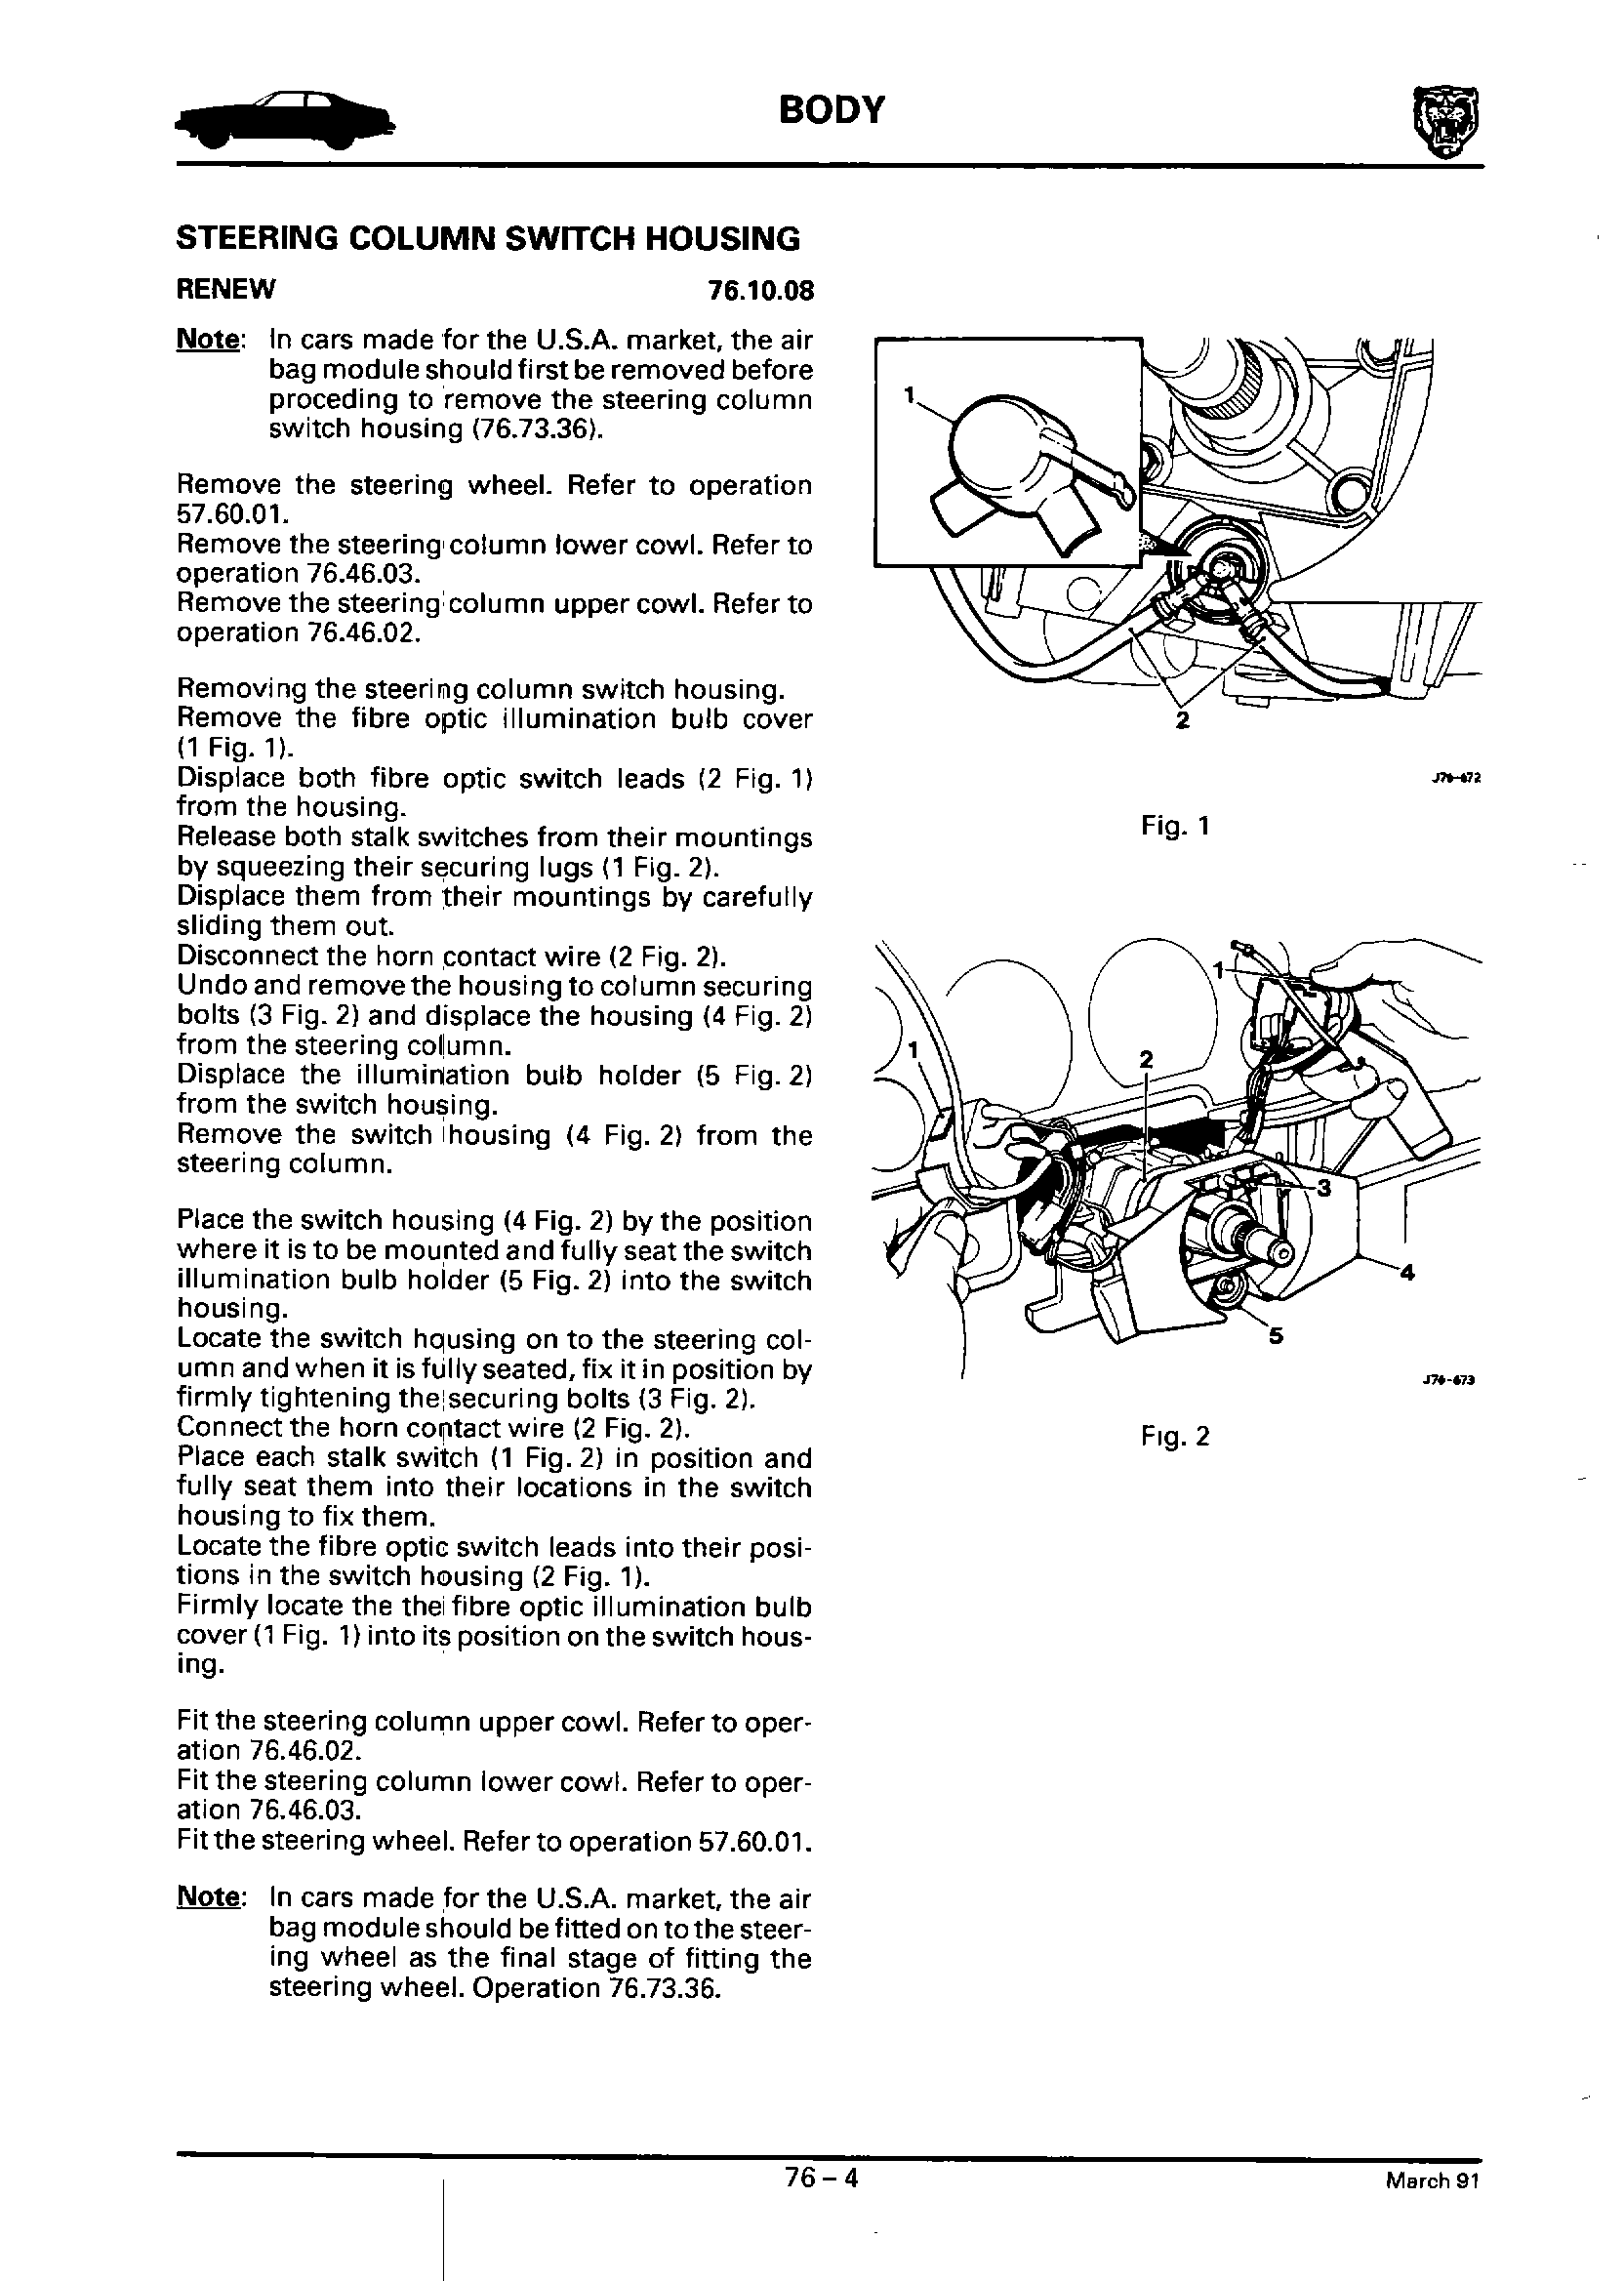 BODY
STEERING COLUMN SWITCH HOUSING
RENEW 76.10.08
Note: In cars made for the U.S.A. market, the air
bag module should first be removed before
proceding to remove the steering column
switch housing (76.73.36).
Remove the steering wheel. Refer to operation
57.60.01.
Remove the steering column lower cowl. Refer to
operation 76.46.03.
Remove the steering column upper cowl. Refer to
operation 76.46.02.
Removing the steering column switch housing.
Remove the fibre optic illumination bulb cover
(1 Fig. 1).
Displace both fibre optic switch leads (2 Fig. 1)
from the housing.
Release both stalk switches from their mountings
by squeezing their securing lugs (1 Fig. 2).
Displace them from their mountings by carefully
sliding them out.
Disconnect the horn contact wire (2 Fig. 2).
Undo and remove the housing to column securing
bolts (3 Fig. 2) and displace the housing (4 Fig. 2)
from the steering column.
Displace the illumination bulb holder (5 Fig. 2)
from the switch housing.
Remove the switch housing (4 Fig. 2) from the
steering column.
Place the switch housing (4 Fig. 2) by the position
where it is to be mounted and fully seat the switch
illumination bulb holder (5 Fig. 2) into the switch
housing.
Locate the switch housing on to the steering col-
umn and when it is fully seated, fix it in position by
firmly tightening the securing bolts (3 Fig. 2).
Connect the horn contact wire (2 Fig. 2).
Place each stalk switch (1 Fig. 2) in position and
fully seat them into their locations in the switch
housing to fix them.
Locate the fibre optic switch leads into their posi-
tions in the switch housing (2 Fig. 1).
Firmly locate the the fibre optic illumination bulb
cover (1 Fig. 1) into its position on the switch hous-
ing.
Fit the steering column upper cowl. Refer to oper-
ation 76.46.02.
Fit the steering column lower cowl. Refer to oper-
ation 76.46.03.
Fit the steering wheel. Refer to operation 57.60.01.
Note: In cars made for the U.S.A. market, the air
bag module should be fitted on to the steer-
ing wheel as the final stage of fitting the
steering wheel. Operation 76.73.36.
1
2
J76-672
Fig. 1
1
1
2
3
4
5
J76-673
Fig. 2
76 – 4
March 91